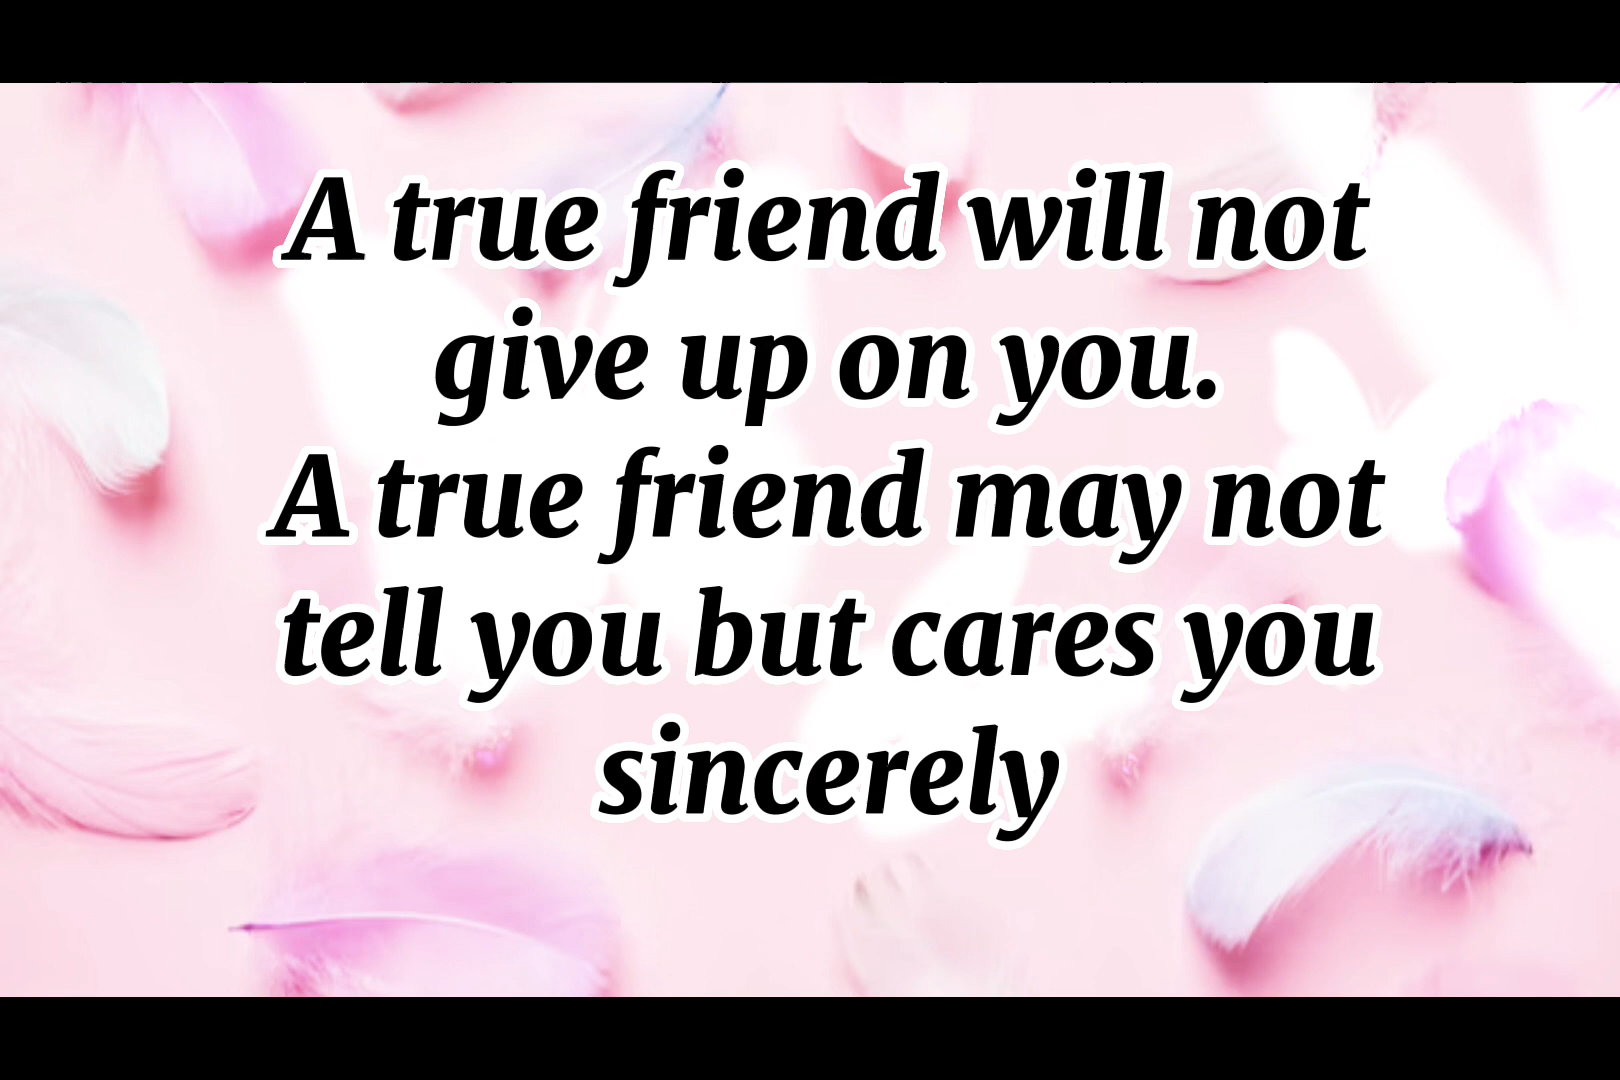 A true friend will not
give up on you.
A true friend may not
tell you but cares you
sincerely